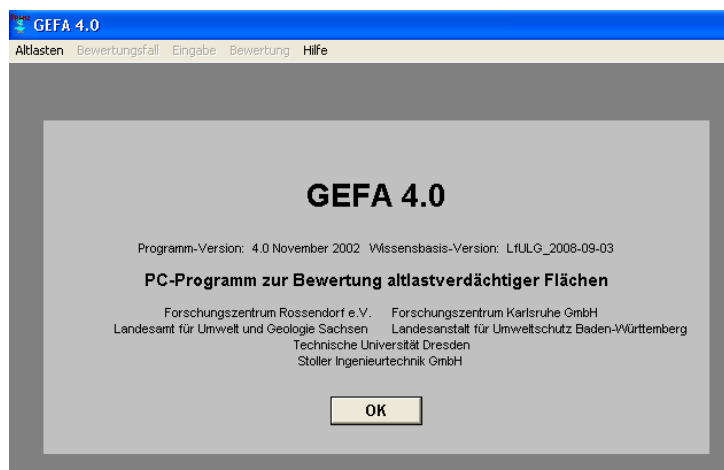 GEFA 4.0
Altlasten Bewertungsfall Eingabe Bewertung Hilfe
GEFA 4.0
Programm-Version: 4.0 November 2002 Wissensbasis-Version: LfULG_2008-09-03
PC-Programm zur Bewertung altlastverdächtiger Flächen
Forschungszentrum Rossendorf e.V. Forschungszentrum Karlsruhe GmbH
Landesamt für Umwelt und Geologie Sachsen Landesanstalt für Umweltschutz Baden-Württemberg
Technische Universität Dresden
Stoller Ingenieurtechnik GmbH
OK